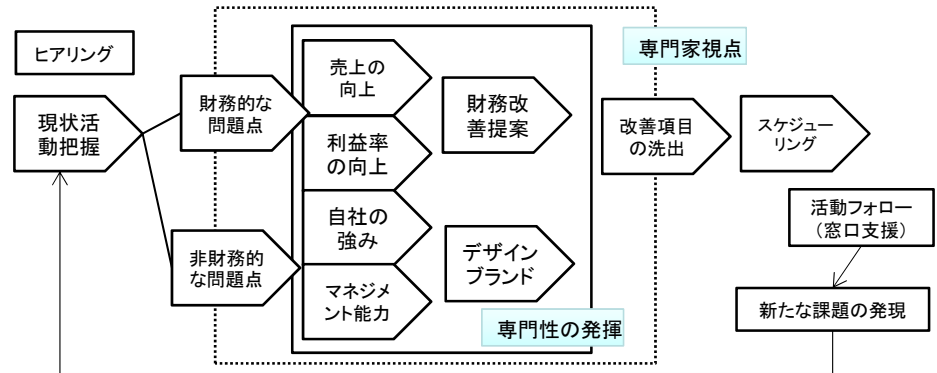 ヒアリング
現状活
動把握
財務的な
問題点
非財務的
な問題点
売上の
向上
利益率
の向上
自社の
強み
マネジメ
ント能力
財務改
善提案
デザイン
ブランド
専門家視点
専門性の発揮
改善項目
の洗出
スケジュー
リング
活動フォロー
(窓口支援)
新たな課題の発現